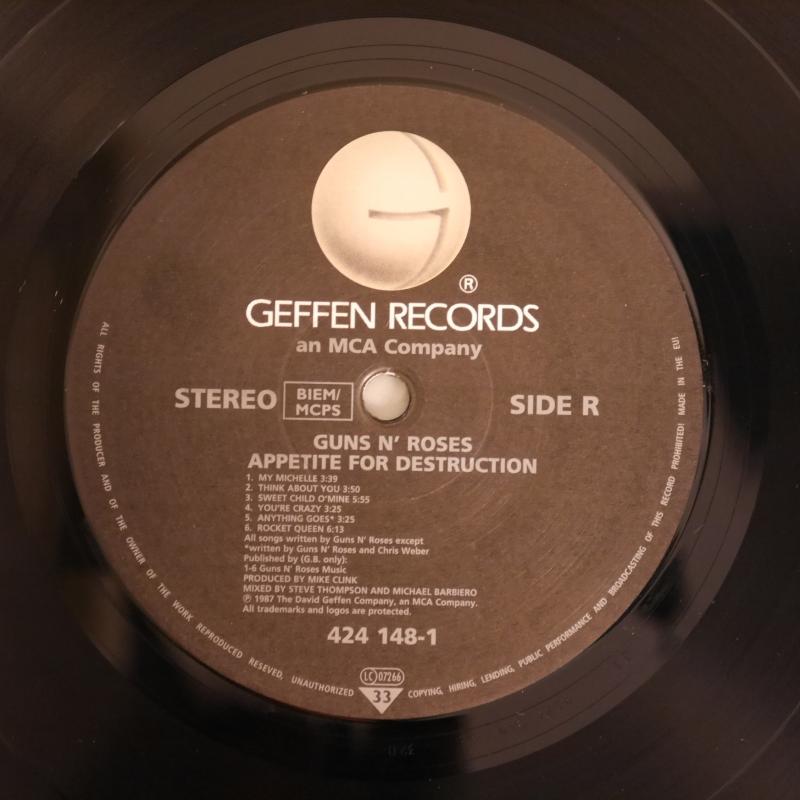 ®
GEFFEN RECORDS
an MCA Company
STEREO BIEM/ MCPS SIDE R
GUNS N' ROSES
APPETITE FOR DESTRUCTION
1. MY MICHELLE 3:39
2. THINK ABOUT YOU 3:50
3. SWEET CHILD O'MINE 5:55
4. YOU'RE CRAZY 3:25
5. ANYTHING GOES* 3:25
6. ROCKET QUEEN 6:13
All songs written by Guns N' Roses except
*written by Guns N' Roses and Chris Weber
Published by (G.B. only):
1-6 Guns N' Roses Music
PRODUCED BY MIKE CLINK
MIXED BY STEVE THOMPSON AND MICHAEL BARBIERO
℗ 1987 The David Geffen Company, an MCA Company.
All trademarks and logos are protected.
424 148-1
LC 07266
33
ALL RIGHTS OF THE PRODUCER AND OF THE OWNER OF THE WORK REPRODUCED RESEVED, UNAUTHORIZED COPYING, HIRING, LENDING, PUBLIC PERFORMANCE AND BROADCASTING OF THIS RECORD PROHIBITED! MADE IN THE EU!